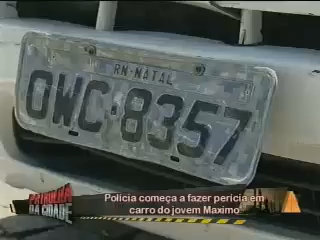 RN-NATAL
OWC 8357
PATRULHA
DA CIDADE
Polícia começa a fazer perícia em
carro do jovem Maximo